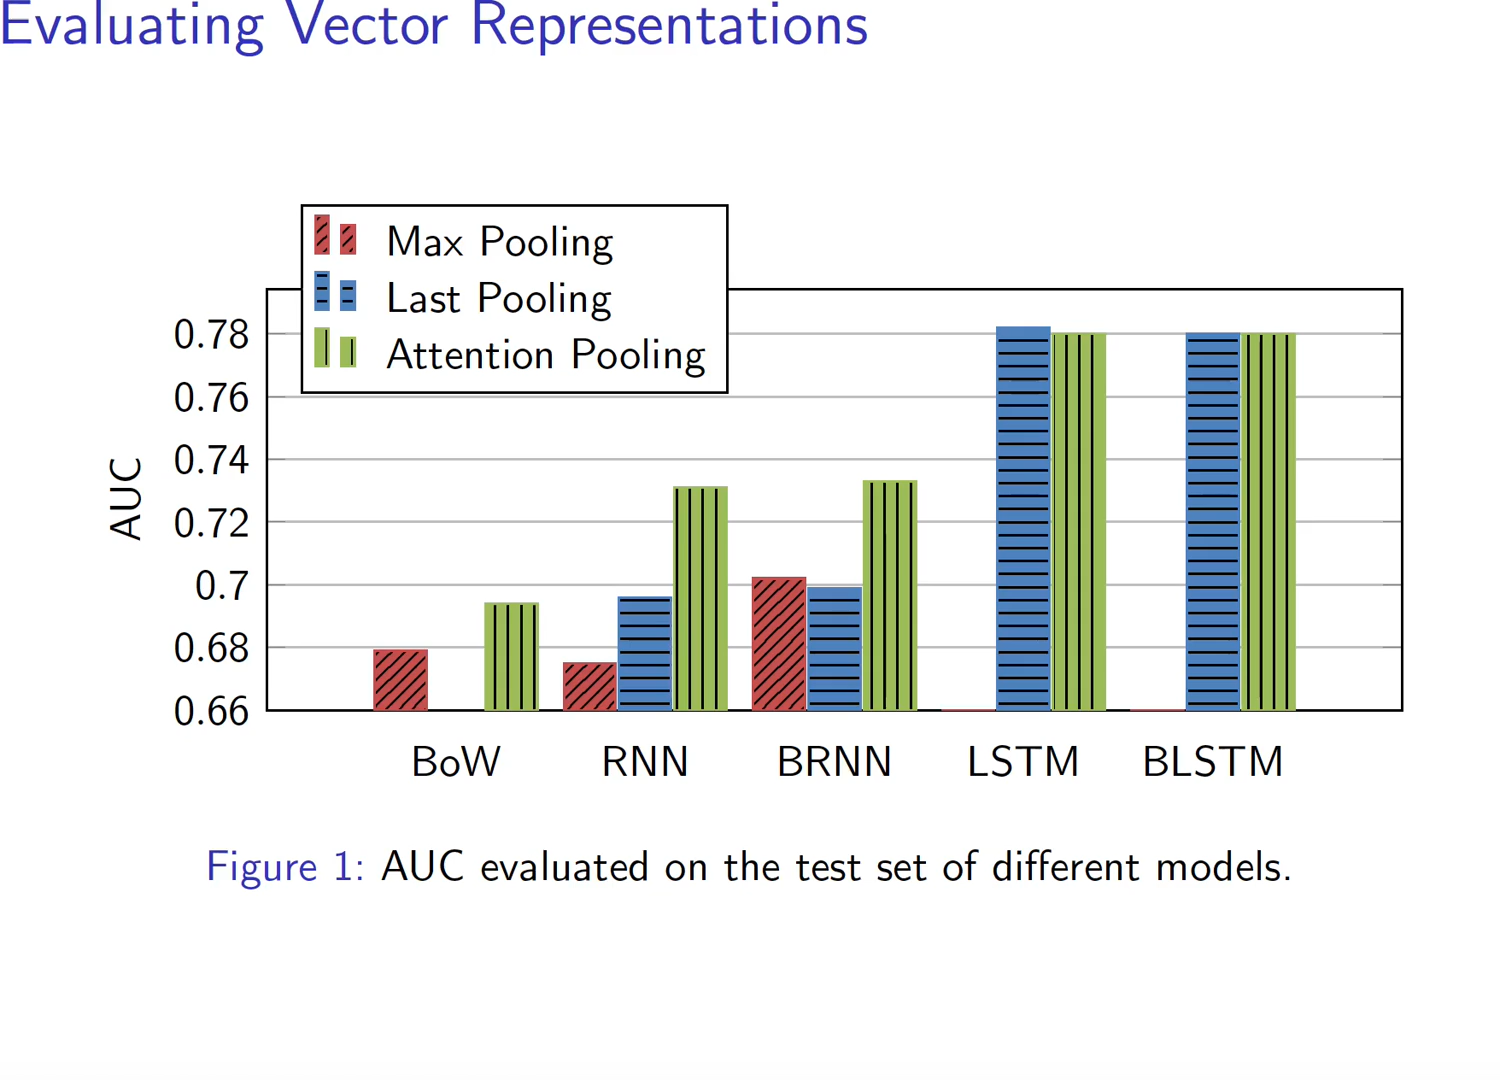 Evaluating Vector Representations
Max Pooling
Last Pooling
Attention Pooling
0.78
0.76
0.74
0.72
0.7
0.68
0.66
AUC
BoW RNN BRNN LSTM BLSTM
Figure 1: AUC evaluated on the test set of different models.